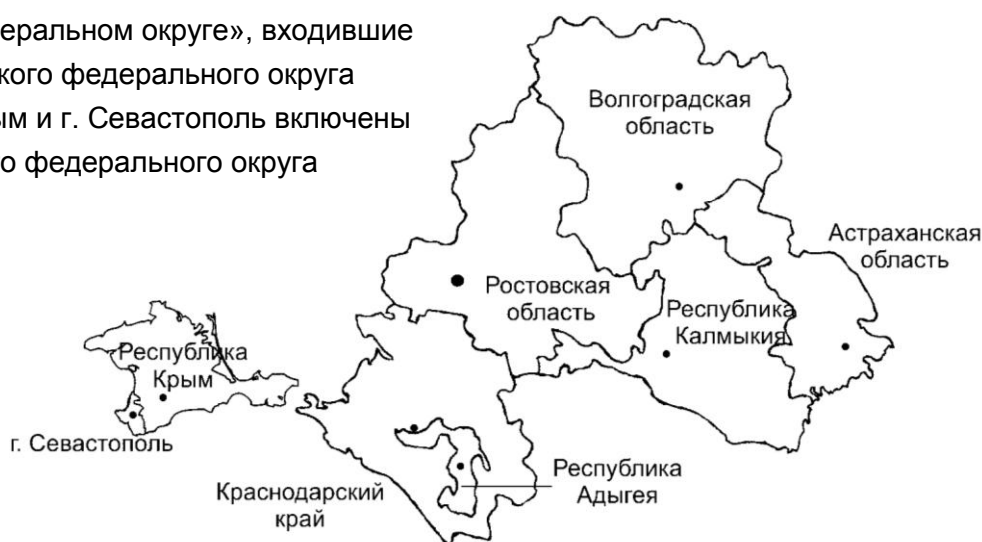 еральном округе», входившие
кого федерального округа
ым и г. Севастополь включены
о федерального округа
Волгоградская
область
Астраханская
область
Ростовская
область
Республика
Калмыкия
Республика
Крым
г. Севастополь
Краснодарский
край
Республика
Адыгея